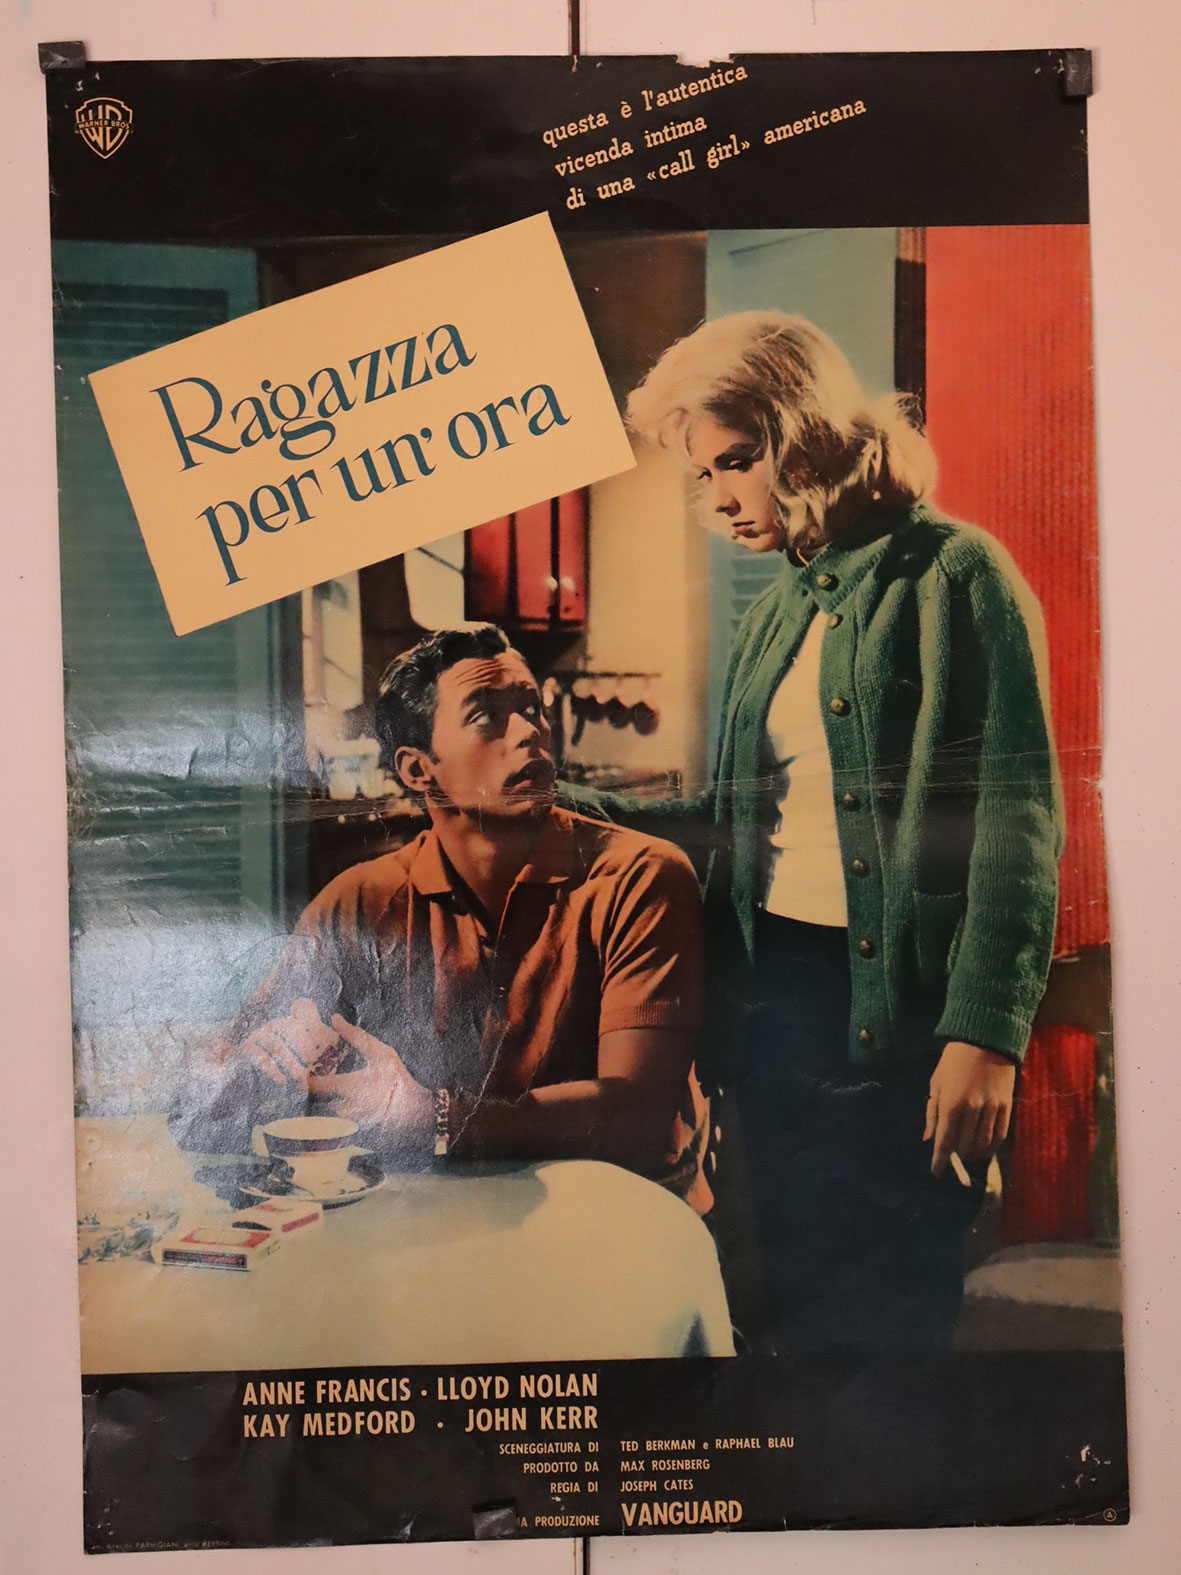 WARNER BROS
questa è l'autentica
vicenda intima
di una «call girl» americana
Ragazza
per un' ora
ANNE FRANCIS · LLOYD NOLAN
KAY MEDFORD · JOHN KERR
SCENEGGIATURA DI TED BERKMAN e RAPHAEL BLAU
PRODOTTO DA MAX ROSENBERG
REGIA DI JOSEPH CATES
PRODUZIONE VANGUARD
A